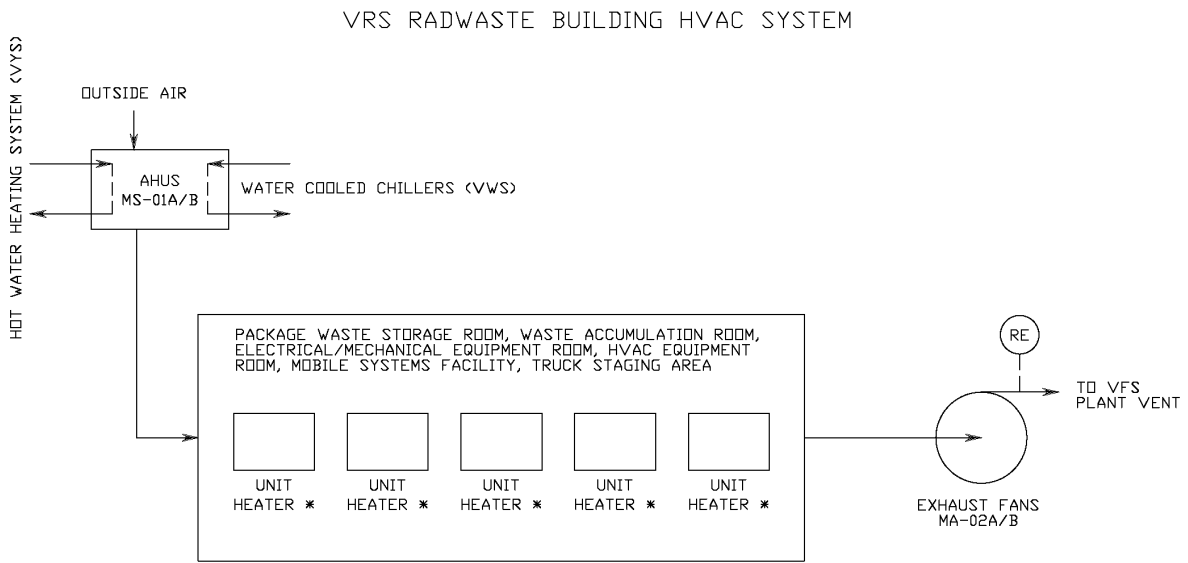 VRS RADWASTE BUILDING HVAC SYSTEM
HOT WATER HEATING SYSTEM (VYS)
OUTSIDE AIR
AHUS
MS-01A/B
WATER COOLED CHILLERS (VWS)
PACKAGE WASTE STORAGE ROOM, WASTE ACCUMULATION ROOM,
ELECTRICAL/MECHANICAL EQUIPMENT ROOM, HVAC EQUIPMENT
ROOM, MOBILE SYSTEMS FACILITY, TRUCK STAGING AREA
UNIT
HEATER *
UNIT
HEATER *
UNIT
HEATER *
UNIT
HEATER *
UNIT
HEATER *
RE
TO VFS
PLANT VENT
EXHAUST FANS
MA-02A/B